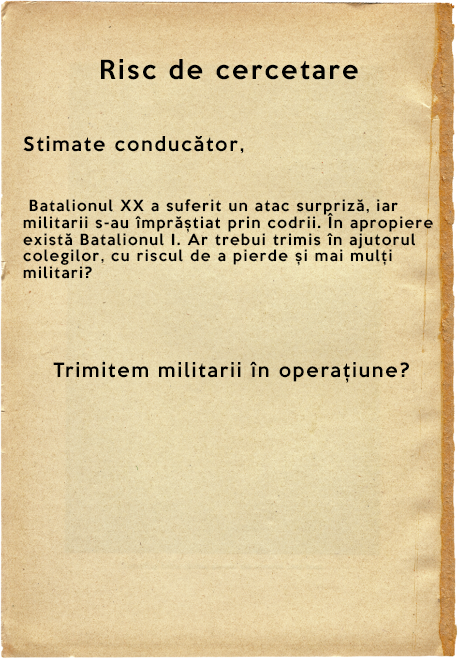 Risc de cercetare
Stimate conducător,
Batalionul XX a suferit un atac surpriză, iar
militarii s-au împrăștiat prin codrii. În apropiere
există Batalionul I. Ar trebui trimis în ajutorul
colegilor, cu riscul de a pierde și mai mulți
militari?
Trimitem militarii în operațiune?